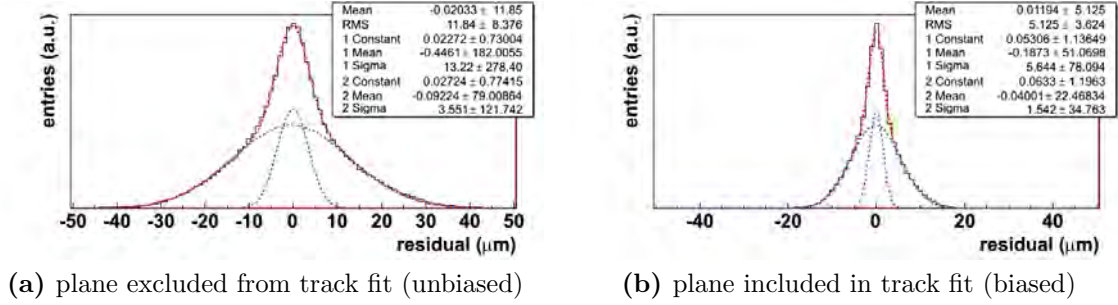 Mean -0.02033 ± 11.85
RMS 11.84 ± 8.376
1 Constant 0.02272 ± 0.73004
1 Mean -0.4461 ± 182.0055
1 Sigma 13.22 ± 278.40
2 Constant 0.02724 ± 0.77415
2 Mean -0.09224 ± 79.00864
2 Sigma 3.551 ± 121.742
entries (a.u.)
-50 -40 -30 -20 -10 0 10 20 30 40 50
residual (μm)
(a) plane excluded from track fit (unbiased)
Mean 0.01194 ± 5.125
RMS 5.125 ± 3.624
1 Constant 0.05306 ± 1.13649
1 Mean -0.1873 ± 51.0698
1 Sigma 5.644 ± 78.094
2 Constant 0.0633 ± 1.1963
2 Mean -0.04001 ± 22.46834
2 Sigma 1.542 ± 34.763
entries (a.u.)
-40 -20 0 20 40
residual (μm)
(b) plane included in track fit (biased)